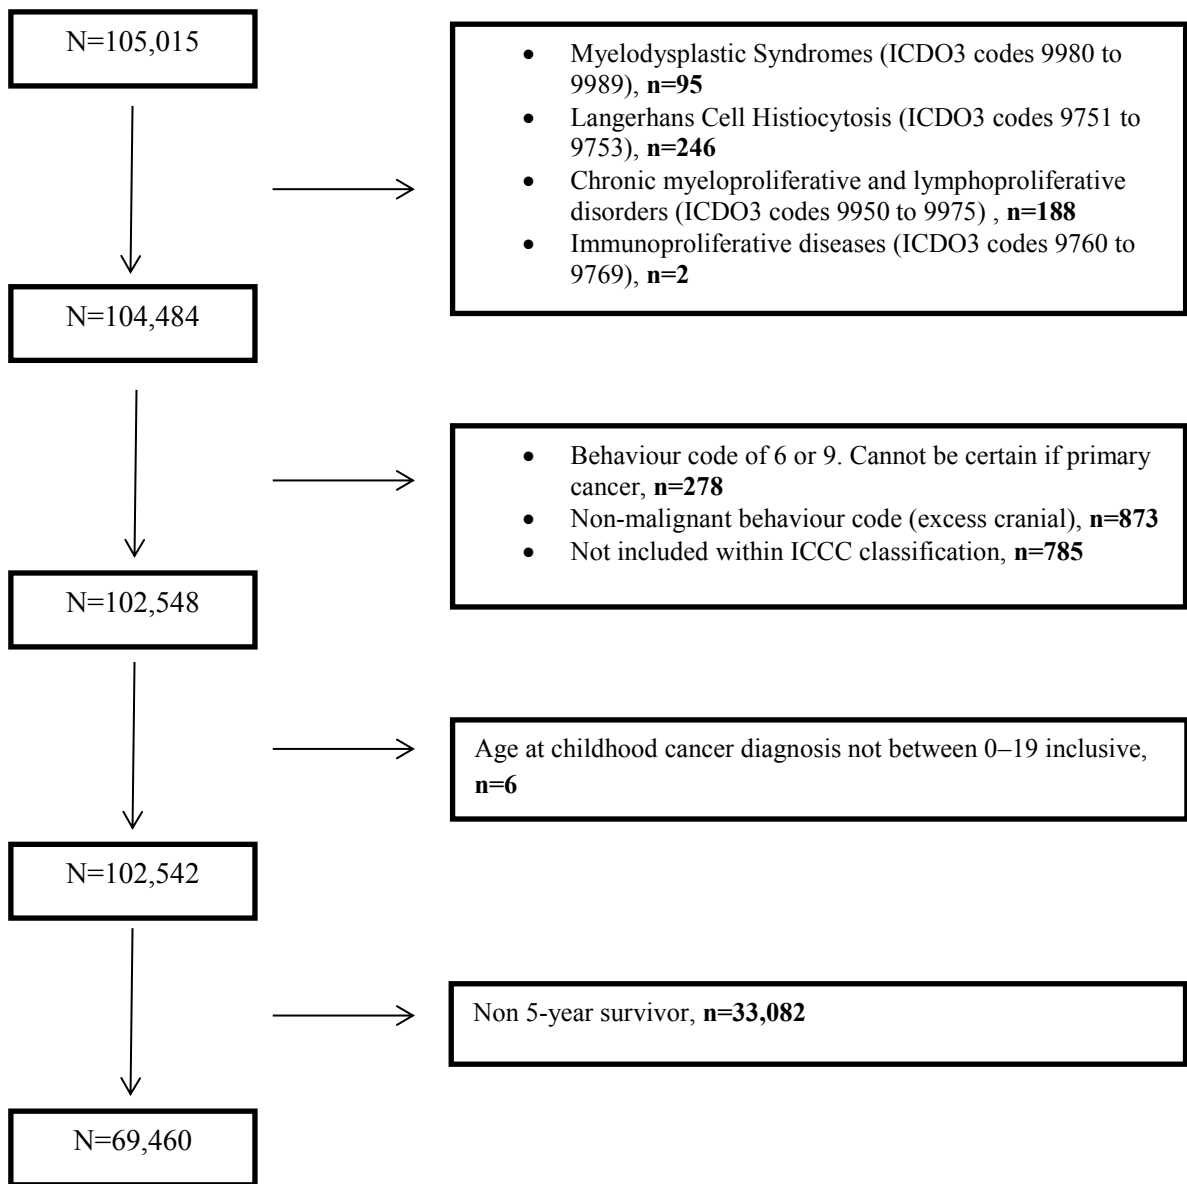 N=105,015
• Myelodysplastic Syndromes (ICDO3 codes 9980 to
9989), n=95
• Langerhans Cell Histiocytosis (ICDO3 codes 9751 to
9753), n=246
• Chronic myeloproliferative and lymphoproliferative
disorders (ICDO3 codes 9950 to 9975) , n=188
• Immunoproliferative diseases (ICDO3 codes 9760 to
9769), n=2
N=104,484
• Behaviour code of 6 or 9. Cannot be certain if primary
cancer, n=278
• Non-malignant behaviour code (excess cranial), n=873
• Not included within ICCC classification, n=785
N=102,548
Age at childhood cancer diagnosis not between 0–19 inclusive,
n=6
N=102,542
Non 5-year survivor, n=33,082
N=69,460